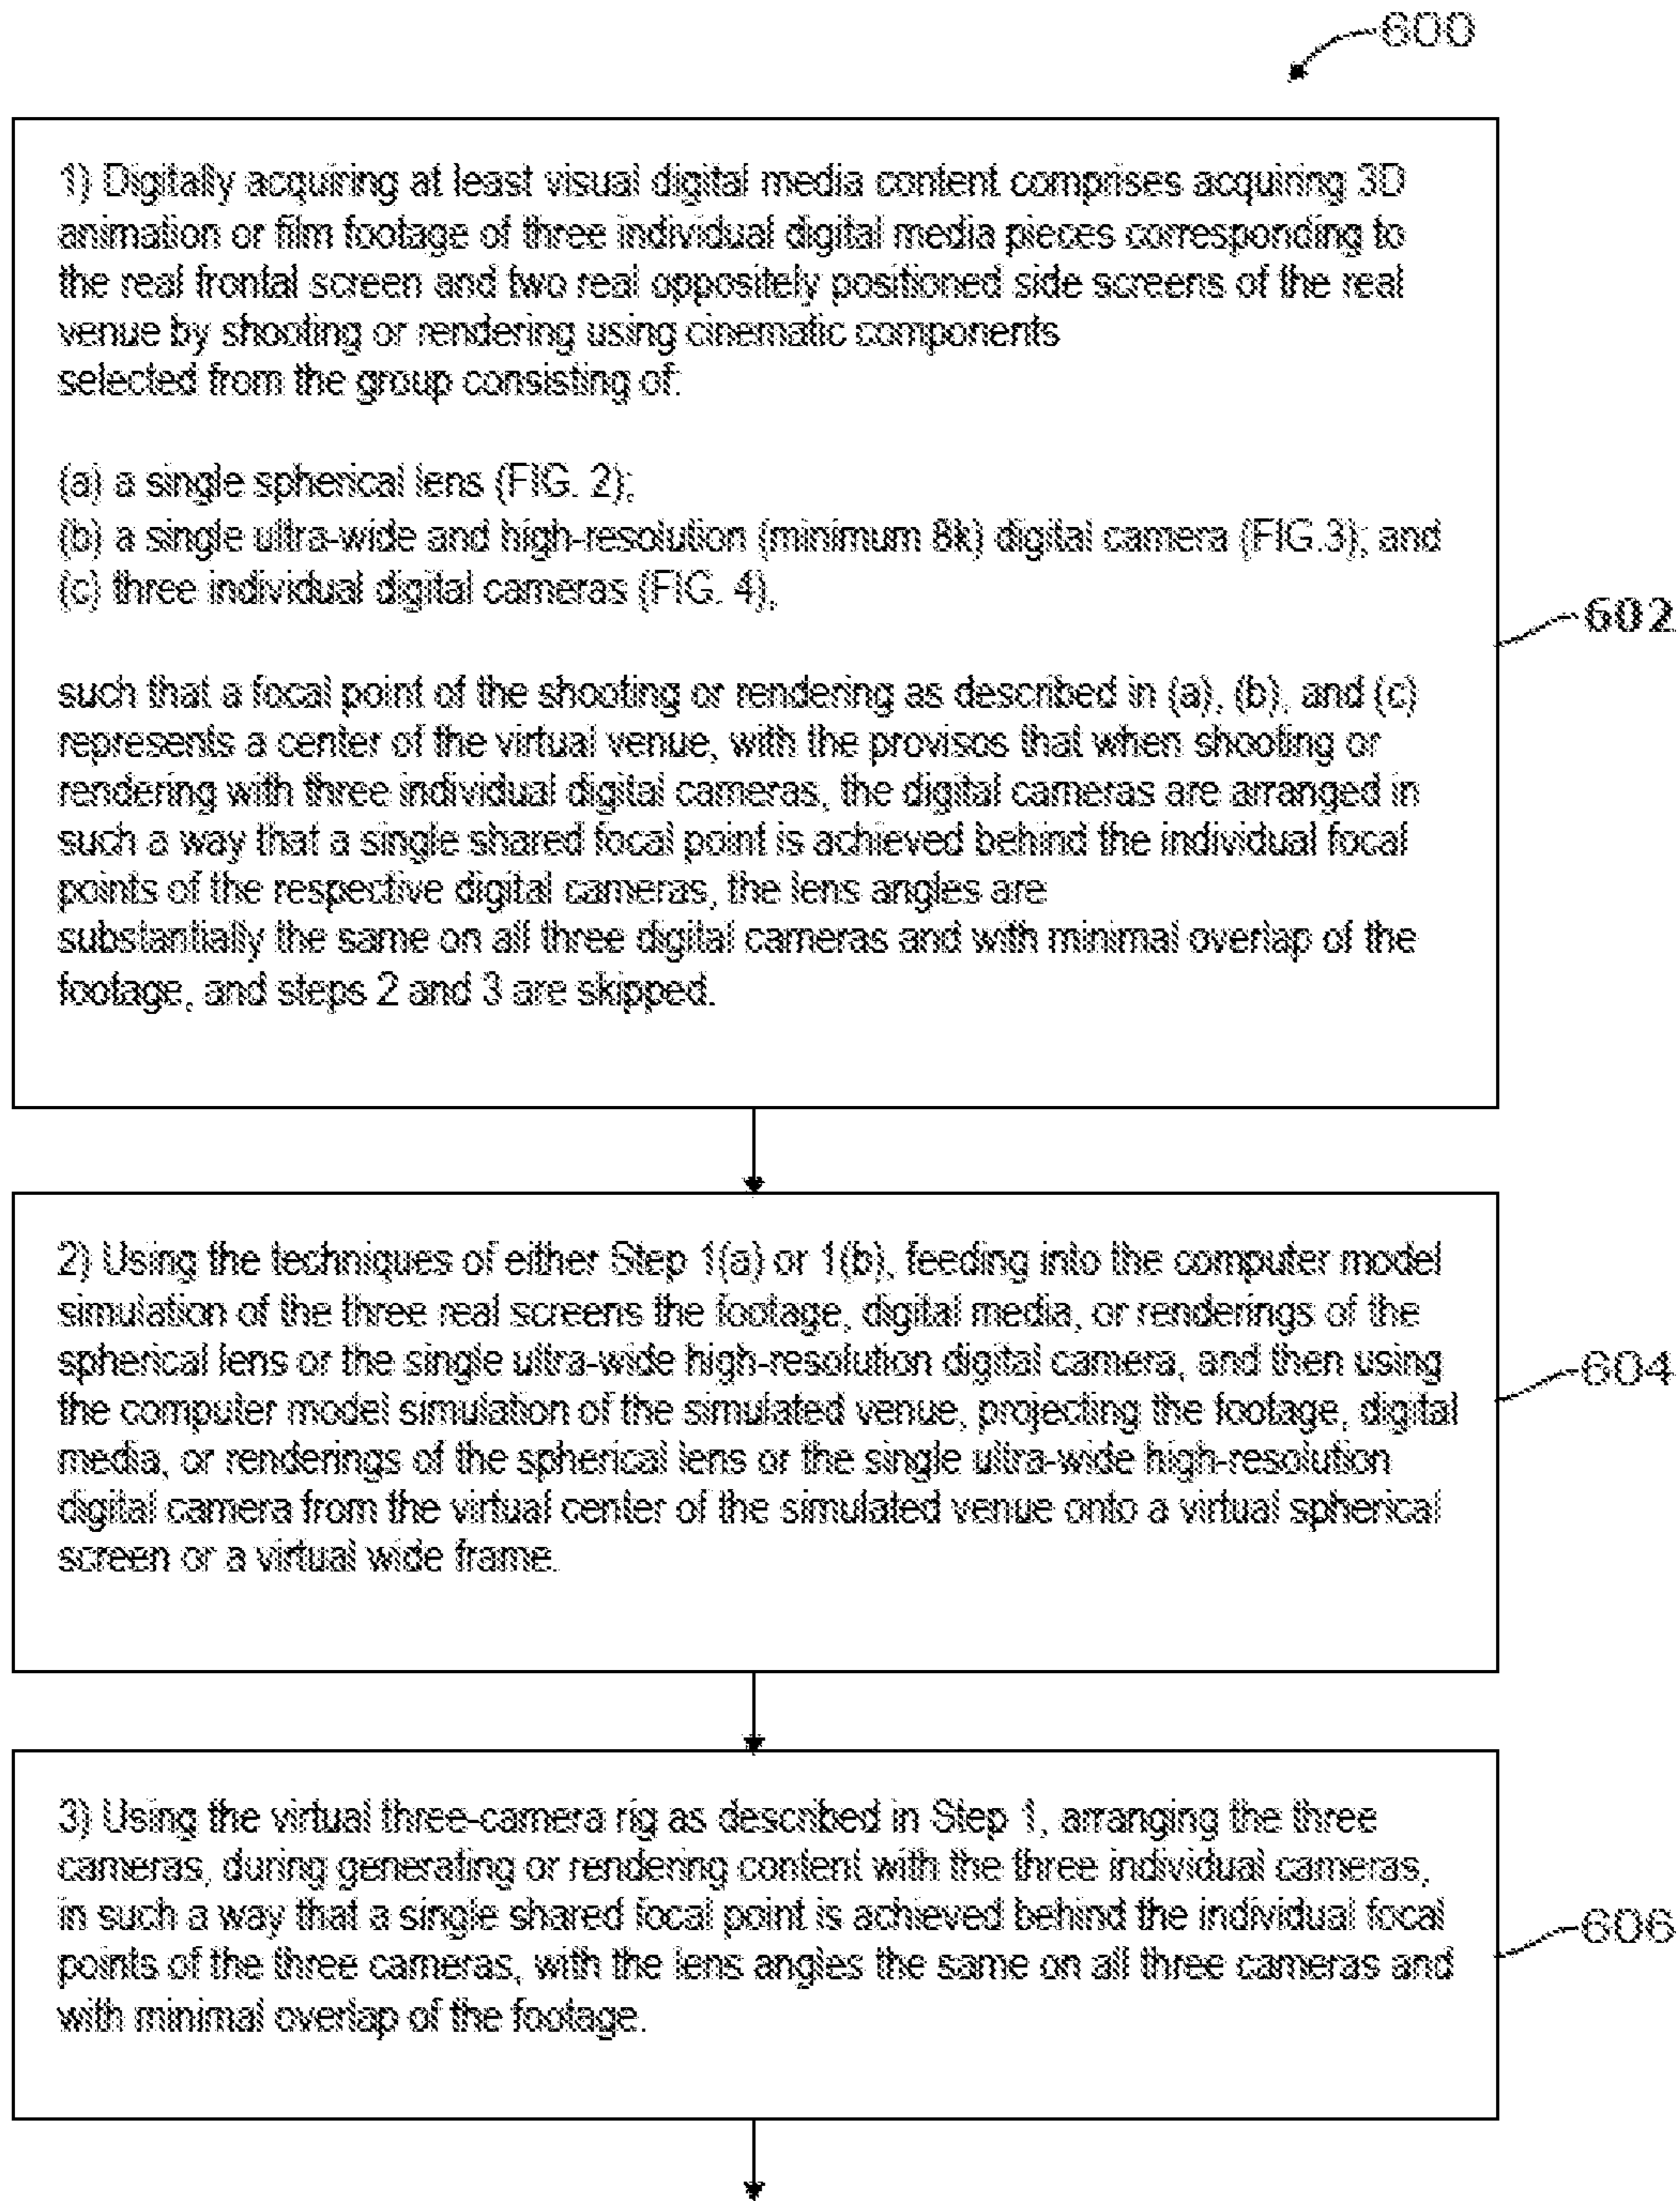 600
1) Digitally acquiring at least visual digital media content comprises acquiring 3D
animation or film footage of three individual digital media pieces corresponding to
the real frontal screen and two real oppositely positioned side screens of the real
venue by shooting or rendering using cinematic components
selected from the group consisting of:
(a) a single spherical lens (FIG. 2);
(b) a single ultra-wide and high-resolution (minimum 8k) digital camera (FIG.3); and
(c) three individual digital cameras (FIG. 4),
602
such that a focal point of the shooting or rendering as described in (a), (b), and (c)
represents a center of the virtual venue, with the provisos that when shooting or
rendering with three individual digital cameras, the digital cameras are arranged in
such a way that a single shared focal point is achieved behind the individual focal
points of the respective digital cameras, the lens angles are
substantially the same on all three digital cameras and with minimal overlap of the
footage, and steps 2 and 3 are skipped.
2) Using the techniques of either Step 1(a) or 1(b), feeding into the computer model
simulation of the three real screens the footage, digital media, or renderings of the
spherical lens or the single ultra-wide high-resolution digital camera, and then using
604
the computer model simulation of the simulated venue, projecting the footage, digital
media, or renderings of the spherical lens or the single ultra-wide high-resolution
digital camera from the virtual center of the simulated venue onto a virtual spherical
screen or a virtual wide frame.
3) Using the virtual three-camera rig as described in Step 1, arranging the three
cameras, during generating or rendering content with the three individual cameras,
in such a way that a single shared focal point is achieved behind the individual focal
606
points of the three cameras, with the lens angles the same on all three cameras and
with minimal overlap of the footage.